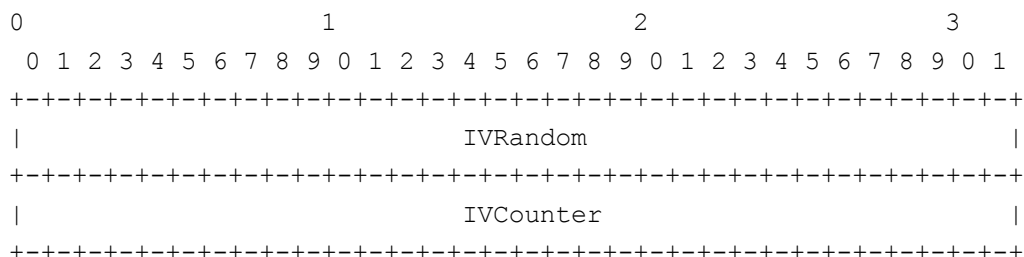 0                   1                   2                   3
 0 1 2 3 4 5 6 7 8 9 0 1 2 3 4 5 6 7 8 9 0 1 2 3 4 5 6 7 8 9 0 1
+-+-+-+-+-+-+-+-+-+-+-+-+-+-+-+-+-+-+-+-+-+-+-+-+-+-+-+-+-+-+-+-+
|                            IVRandom                           |
+-+-+-+-+-+-+-+-+-+-+-+-+-+-+-+-+-+-+-+-+-+-+-+-+-+-+-+-+-+-+-+-+
|                            IVCounter                          |
+-+-+-+-+-+-+-+-+-+-+-+-+-+-+-+-+-+-+-+-+-+-+-+-+-+-+-+-+-+-+-+-+